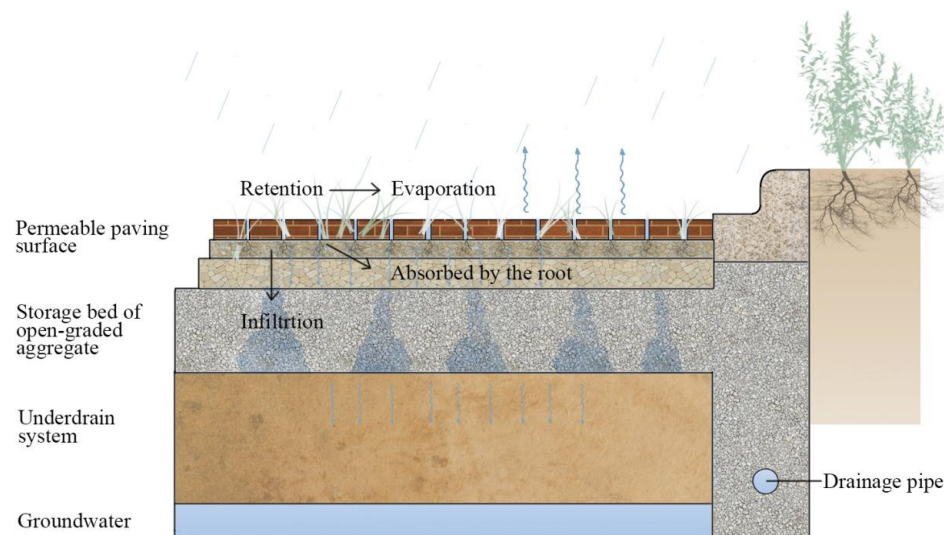 Retention
Evaporation
Permeable paving
surface
Absorbed by the root
Storage bed of
open-graded
aggregate
Infiltrtion
Underdrain
system
Drainage pipe
Groundwater